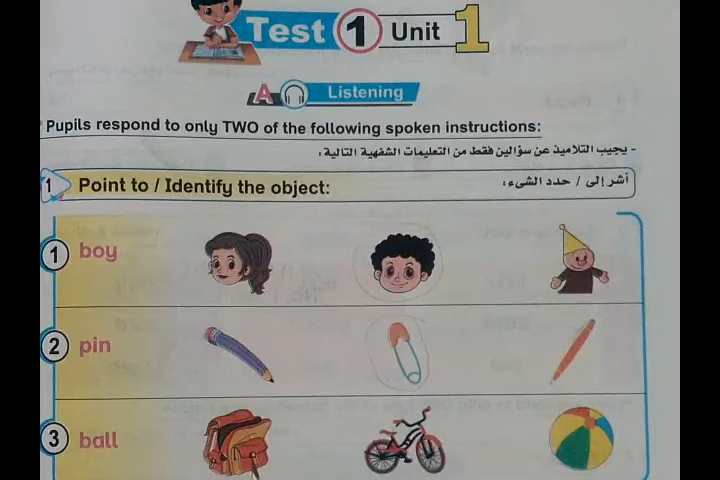 Test 1 Unit 1
A Listening
Pupils respond to only TWO of the following spoken instructions:
- يجيب التلاميذ عن سؤالين فقط من التعليمات الشفهية التالية:
1 Point to / Identify the object: أشر إلى / حدد الشىء:
1 boy
2 pin
3 ball